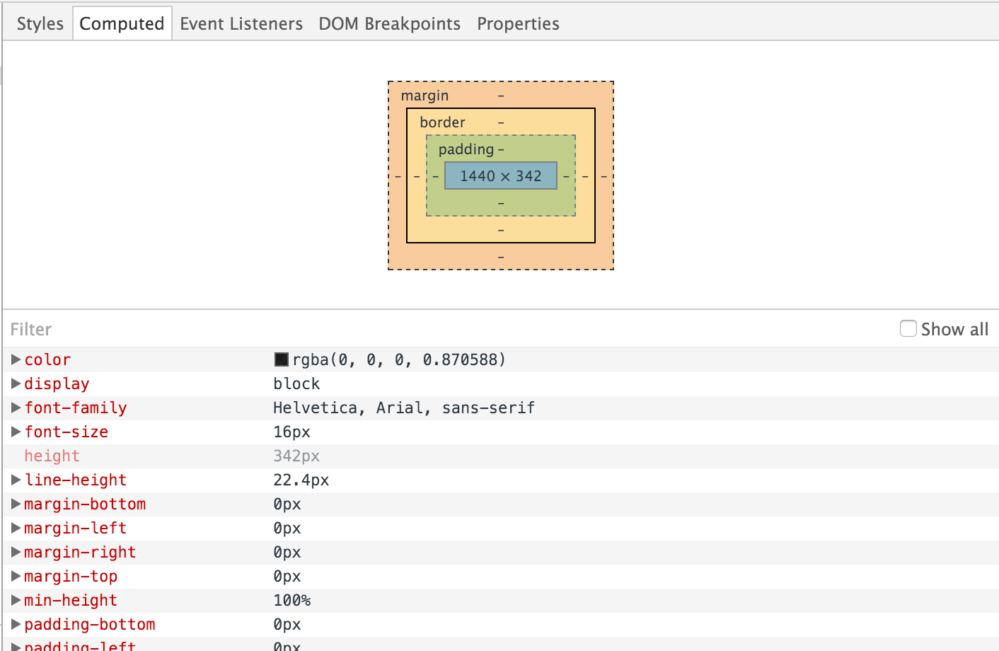 Styles Computed Event Listeners DOM Breakpoints Properties
margin –
border –
padding –
– – – 1440 × 342 – – –
–
–
–
Filter Show all
color rgba(0, 0, 0, 0.870588)
display block
font-family Helvetica, Arial, sans-serif
font-size 16px
height 342px
line-height 22.4px
margin-bottom 0px
margin-left 0px
margin-right 0px
margin-top 0px
min-height 100%
padding-bottom 0px
padding-left 0px